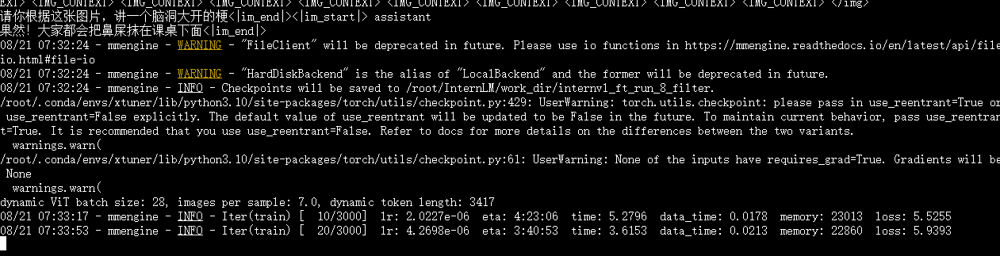 EXT> <IMG_CONTEXT> <IMG_CONTEXT> <IMG_CONTEXT> <IMG_CONTEXT> <IMG_CONTEXT> <IMG_CONTEXT> <IMG_CONTEXT> <IMG_CONTEXT> </img>
请你根据这张图片，讲一个脑洞大开的梗<|im_end|><|im_start|> assistant
果然！大家都会把鼻屎抹在课桌下面<|im_end|>
08/21 07:32:24 - mmengine - WARNING - "FileClient" will be deprecated in future. Please use io functions in https://mmengine.readthedocs.io/en/latest/api/file
io.html#file-io
08/21 07:32:24 - mmengine - WARNING - "HardDiskBackend" is the alias of "LocalBackend" and the former will be deprecated in future.
08/21 07:32:24 - mmengine - INFO - Checkpoints will be saved to /root/InternLM/work_dir/internvl_ft_run_8_filter.
/root/.conda/envs/xtuner/lib/python3.10/site-packages/torch/utils/checkpoint.py:429: UserWarning: torch.utils.checkpoint: please pass in use_reentrant=True or
use_reentrant=False explicitly. The default value of use_reentrant will be updated to be False in the future. To maintain current behavior, pass use_reentran
t=True. It is recommended that you use use_reentrant=False. Refer to docs for more details on the differences between the two variants.
warnings.warn(
/root/.conda/envs/xtuner/lib/python3.10/site-packages/torch/utils/checkpoint.py:61: UserWarning: None of the inputs have requires_grad=True. Gradients will be
None
warnings.warn(
dynamic ViT batch size: 28, images per sample: 7.0, dynamic token length: 3417
08/21 07:33:17 - mmengine - INFO - Iter(train) [  10/3000]  lr: 2.0227e-06  eta: 4:23:06  time: 5.2796  data_time: 0.0178  memory: 23013  loss: 5.5255
08/21 07:33:53 - mmengine - INFO - Iter(train) [  20/3000]  lr: 4.2698e-06  eta: 3:40:53  time: 3.6153  data_time: 0.0213  memory: 22860  loss: 5.9393